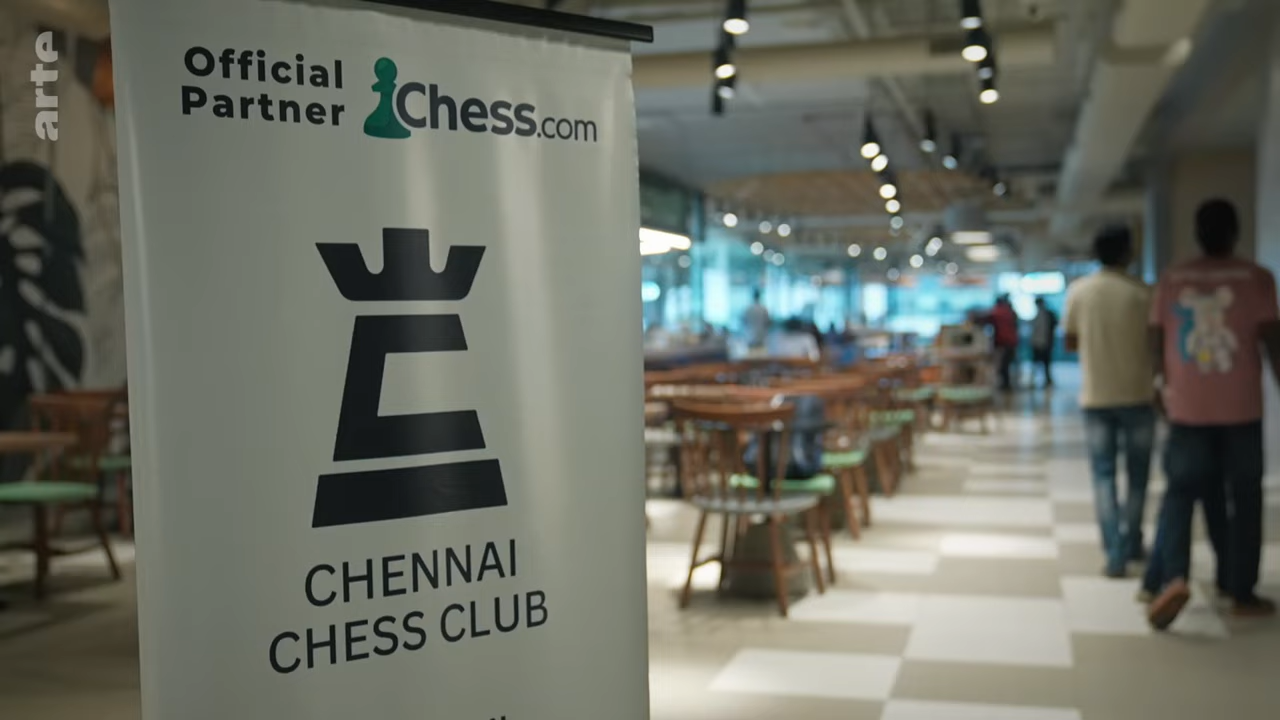 arte
Official
Partner
Chess.com
CHENNAI
CHESS CLUB